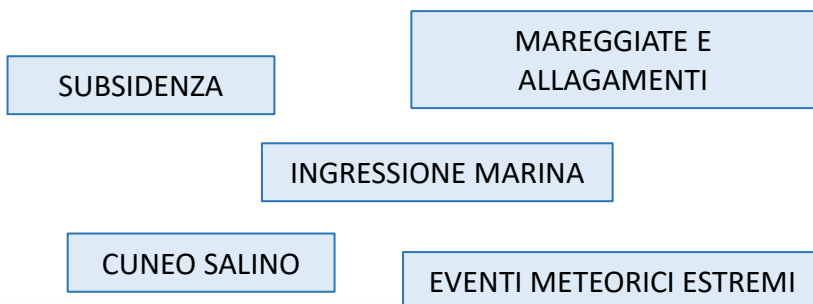 MAREGGIATE E
ALLAGAMENTI
SUBSIDENZA
INGRESSIONE MARINA
CUNEO SALINO
EVENTI METEORICI ESTREMI